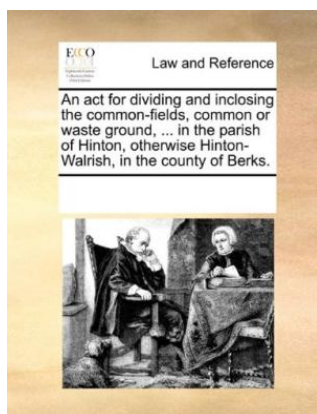 ECCO
Law and Reference
An act for dividing and inclosing
the common-fields, common or
waste ground, ... in the parish
of Hinton, otherwise Hinton-
Walrish, in the county of Berks.